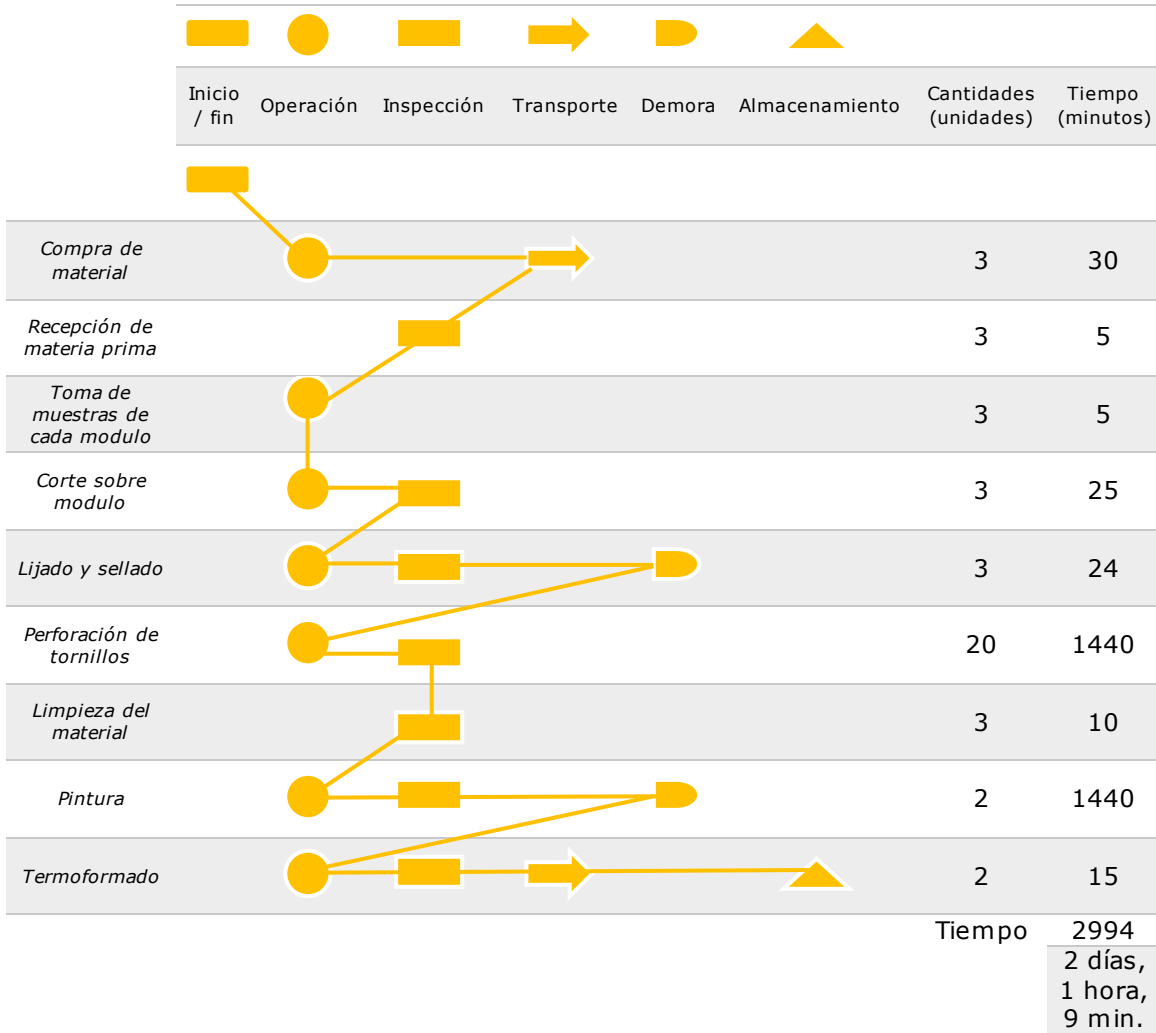 Inicio
/ fin
Operación
Inspección
Transporte
Demora
Almacenamiento
Cantidades
(unidades)
Tiempo
(minutos)
Compra de
material
3
30
Recepción de
materia prima
3
5
Toma de
muestras de
cada modulo
3
5
Corte sobre
modulo
3
25
Lijado y sellado
3
24
Perforación de
tornillos
20
1440
Limpieza del
material
3
10
Pintura
2
1440
Termoformado
2
15
Tiempo
2994
2 días,
1 hora,
9 min.